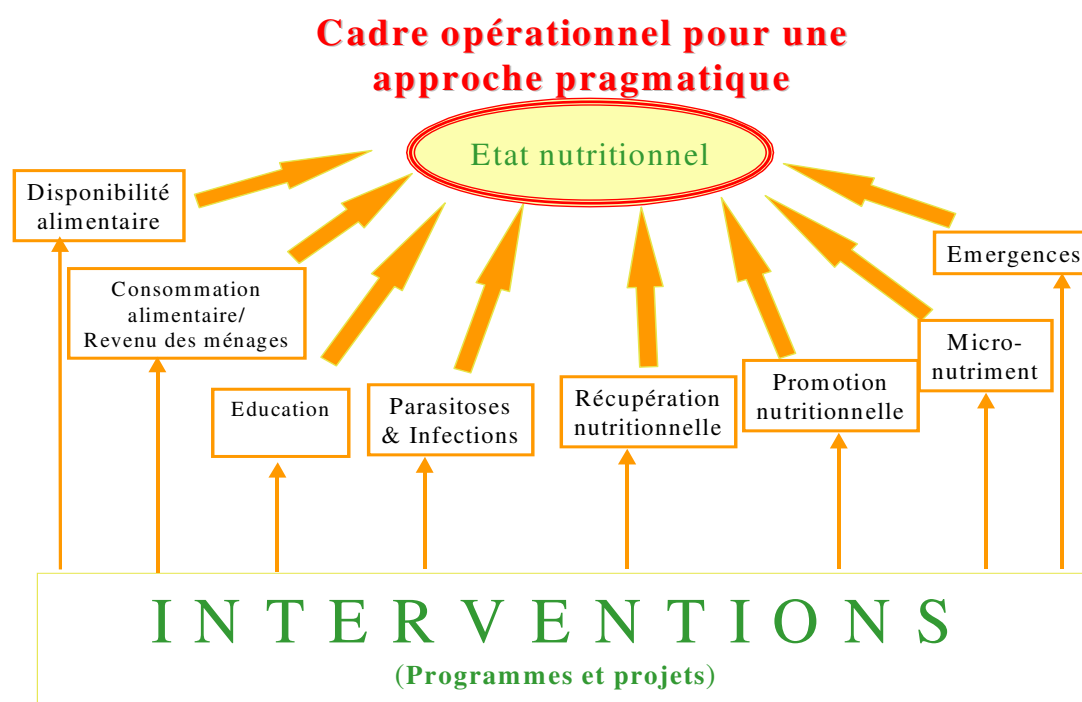 Cadre opérationnel pour une
approche pragmatique
Etat nutritionnel
Disponibilité
alimentaire
Consommation
alimentaire/
Revenu des ménages
Education
Parasitoses
& Infections
Récupération
nutritionnelle
Promotion
nutritionnelle
Micro-
nutriment
Emergences
INTERVENTIONS
(Programmes et projets)